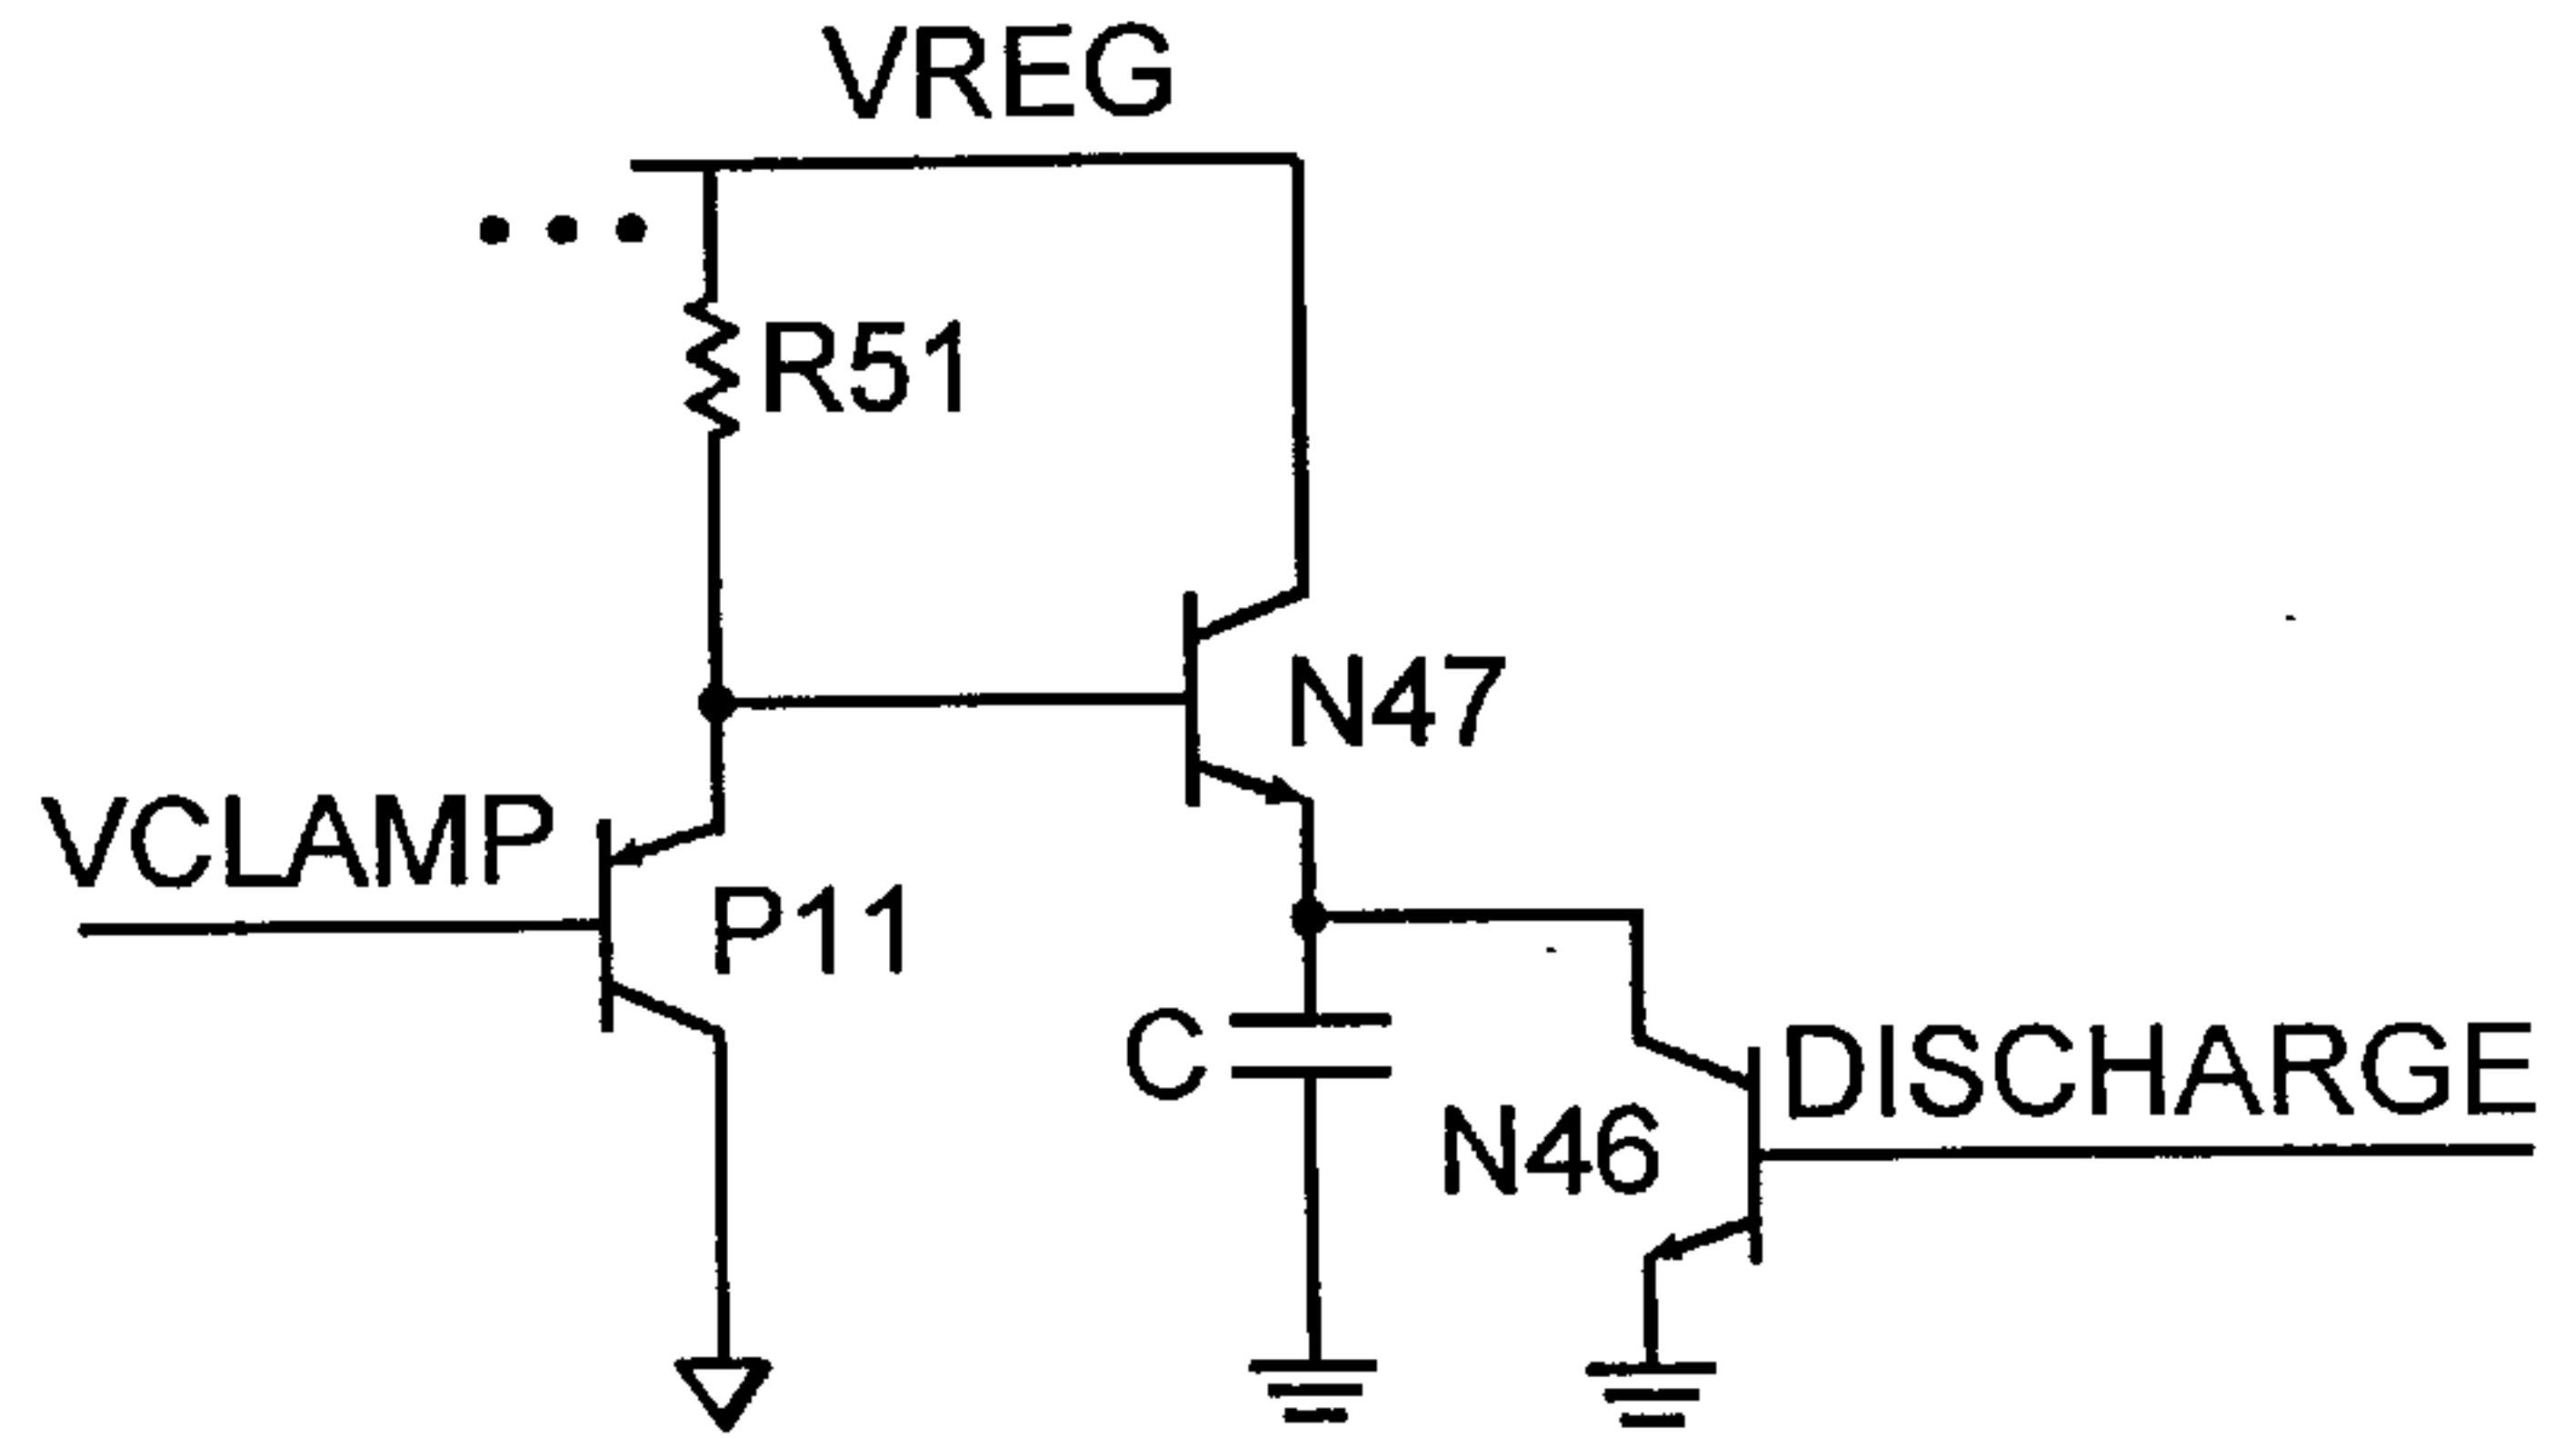 VREG
R51
N47
VCLAMP
P11
C
DISCHARGE
N46